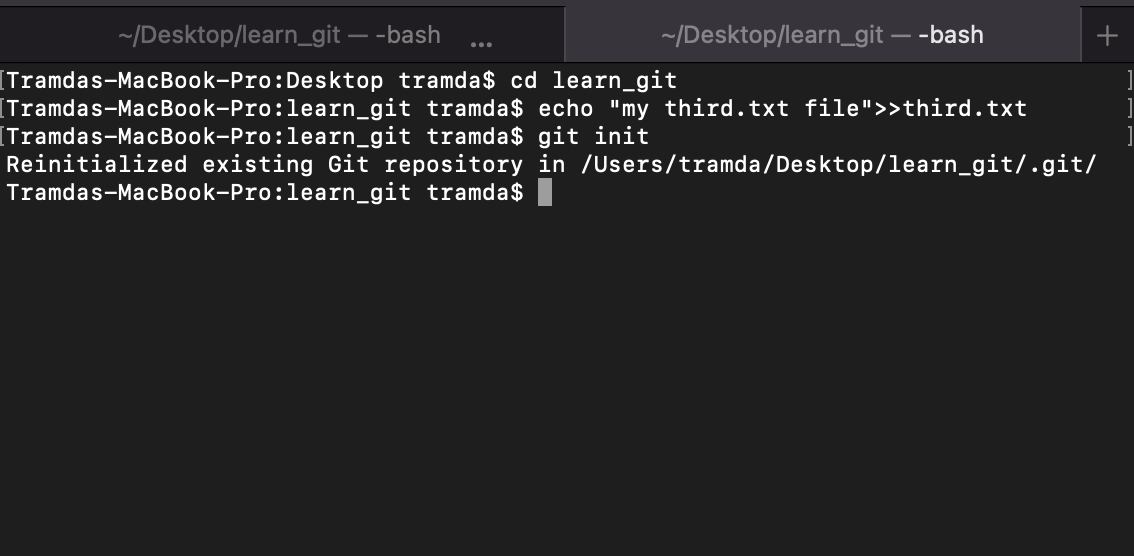 ~/Desktop/learn_git — -bash ... ~/Desktop/learn_git — -bash +
[Tramdas-MacBook-Pro:Desktop tramda$ cd learn_git ]
[Tramdas-MacBook-Pro:learn_git tramda$ echo "my third.txt file">>third.txt ]
[Tramdas-MacBook-Pro:learn_git tramda$ git init ]
Reinitialized existing Git repository in /Users/tramda/Desktop/learn_git/.git/
Tramdas-MacBook-Pro:learn_git tramda$